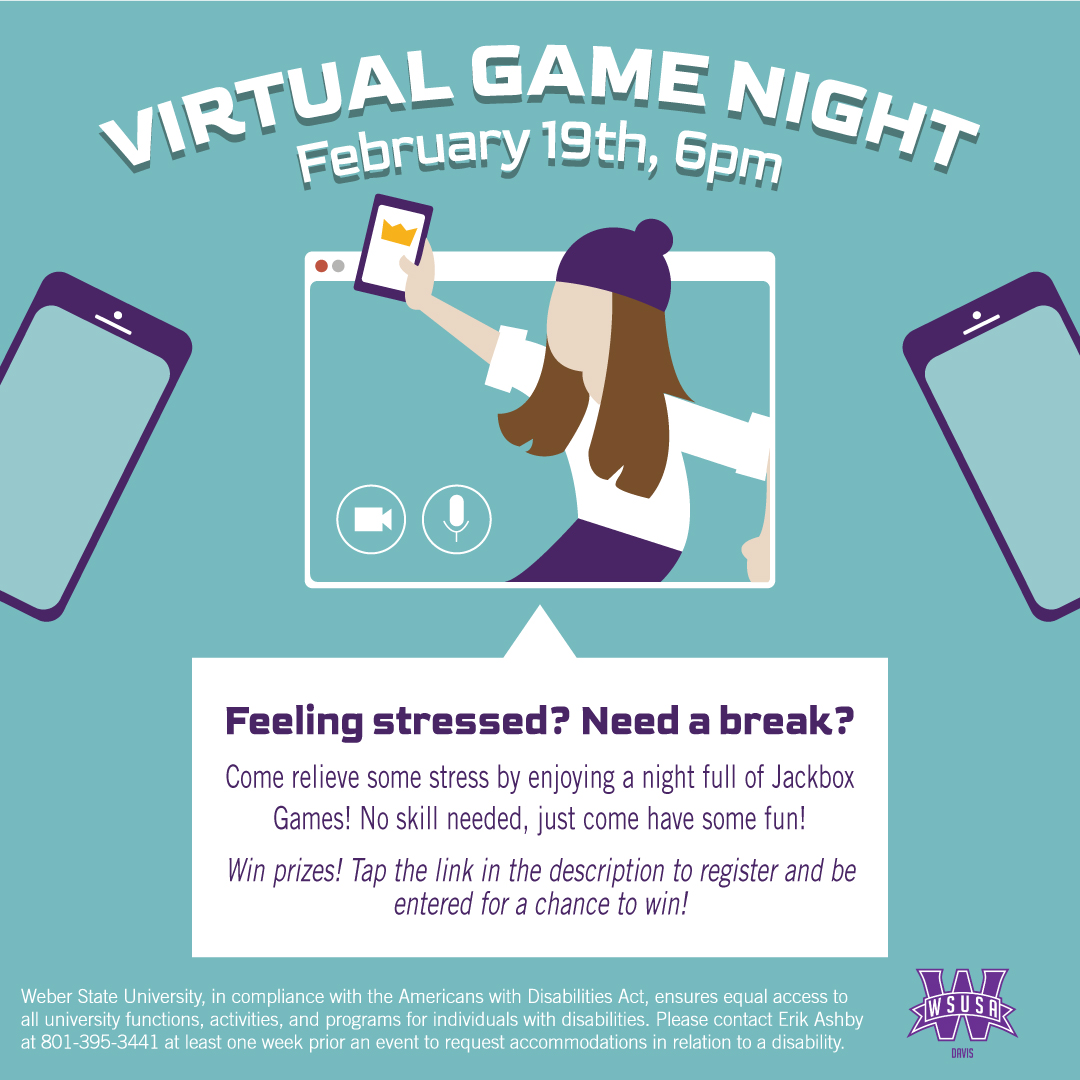 VIRTUAL GAME NIGHT
February 19th, 6pm
Feeling stressed? Need a break?
Come relieve some stress by enjoying a night full of Jackbox
Games! No skill needed, just come have some fun!
Win prizes! Tap the link in the description to register and be
entered for a chance to win!
Weber State University, in compliance with the Americans with Disabilities Act, ensures equal access to
all university functions, activities, and programs for individuals with disabilities. Please contact Erik Ashby
at 801-395-3441 at least one week prior an event to request accommodations in relation to a disability.
W
WSUSA
DAVIS